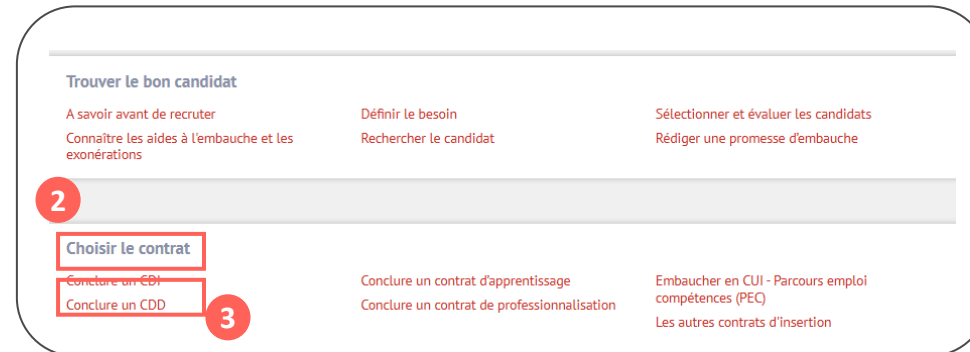 Trouver le bon candidat
A savoir avant de recruter
Connaître les aides à l'embauche et les
exonérations
Définir le besoin
Rechercher le candidat
Sélectionner et évaluer les candidats
Rédiger une promesse d'embauche
2
Choisir le contrat
Conclure un CDI
Conclure un CDD
3
Conclure un contrat d'apprentissage
Conclure un contrat de professionnalisation
Embaucher en CUI - Parcours emploi
compétences (PEC)
Les autres contrats d'insertion